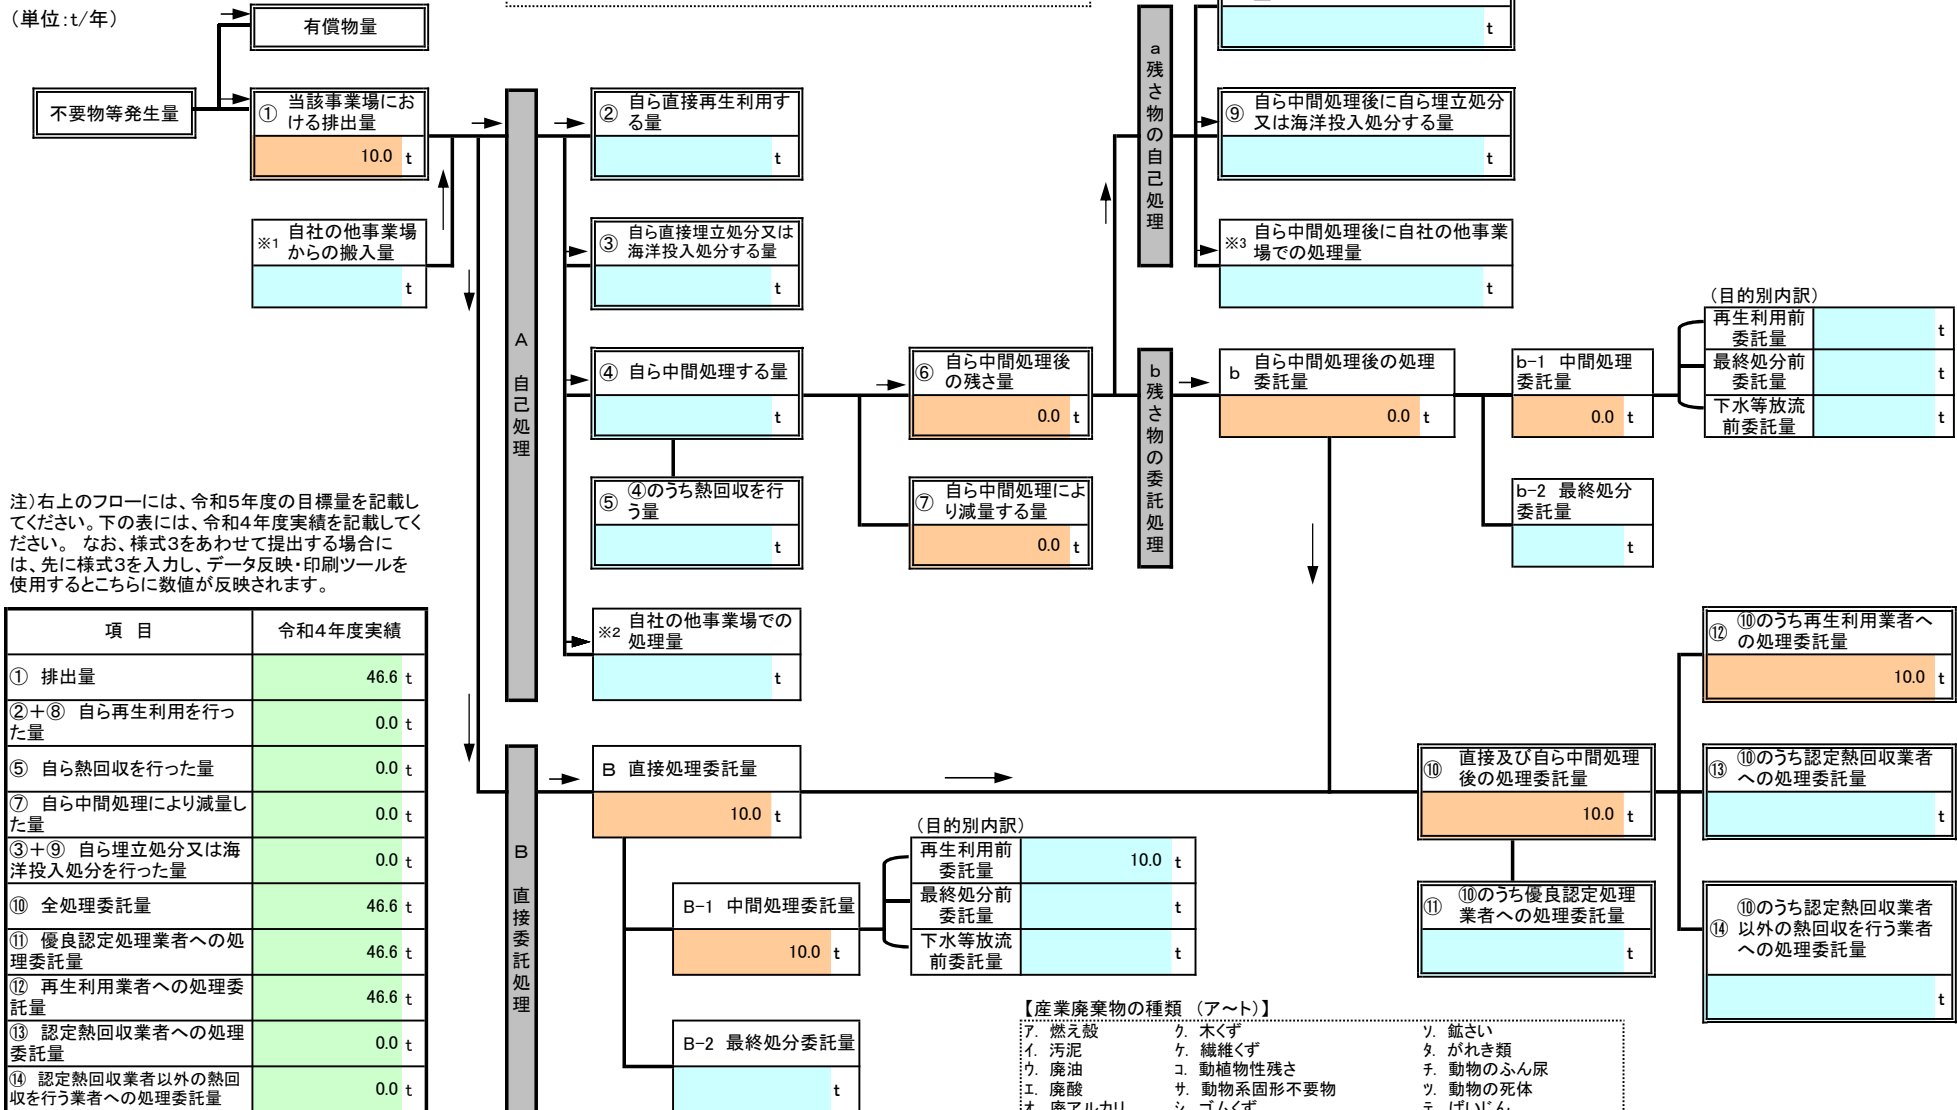 （単位：t/年）
有償物量
不要物等発生量
① 当該事業場にお
ける排出量
10.0 t
※1 自社の他事業場
からの搬入量
t
A 自己処理
② 自ら直接再生利用す
る量
t
③ 自ら直接埋立処分又は
海洋投入処分する量
t
④ 自ら中間処理する量
t
⑤ ④のうち熱回収を行
う量
t
※2 自社の他事業場での
処理量
t
⑥ 自ら中間処理後
の残さ量
0.0 t
⑦ 自ら中間処理によ
り減量する量
0.0 t
a 残さ物の自己処理
t
⑨ 自ら中間処理後に自ら埋立処分
又は海洋投入処分する量
t
※3 自ら中間処理後に自社の他事業
場での処理量
t
b 残さ物の委託処理
b 自ら中間処理後の処理
委託量
0.0 t
b-1 中間処理
委託量
0.0 t
（目的別内訳）
再生利用前
委託量
t
最終処分前
委託量
t
下水等放流
前委託量
t
b-2 最終処分
委託量
t
注）右上のフローには、令和５年度の目標量を記載し
てください。下の表には、令和４年度実績を記載してく
ださい。 なお、様式３をあわせて提出する場合に
は、先に様式３を入力し、データ反映・印刷ツールを
使用するとこちらに数値が反映されます。
項 目 令和４年度実績
① 排出量 46.6 t
②＋⑧ 自ら再生利用を行っ
た量 0.0 t
⑤ 自ら熱回収を行った量 0.0 t
⑦ 自ら中間処理により減量し
た量 0.0 t
③＋⑨ 自ら埋立処分又は海
洋投入処分を行った量 0.0 t
⑩ 全処理委託量 46.6 t
⑪ 優良認定処理業者への処
理委託量 46.6 t
⑫ 再生利用業者への処理委
託量 46.6 t
⑬ 認定熱回収業者への処理
委託量 0.0 t
⑭ 認定熱回収業者以外の熱回
収を行う業者への処理委託量 0.0 t
B 直接委託処理
B 直接処理委託量
10.0 t
B-1 中間処理委託量
10.0 t
（目的別内訳）
再生利用前
委託量
10.0 t
最終処分前
委託量
t
下水等放流
前委託量
t
B-2 最終処分委託量
t
⑩ 直接及び自ら中間処理
後の処理委託量
10.0 t
⑪ ⑩のうち優良認定処理
業者への処理委託量
t
⑫ ⑩のうち再生利用業者へ
の処理委託量
10.0 t
⑬ ⑩のうち認定熱回収業者
への処理委託量
t
⑭ ⑩のうち認定熱回収業者
以外の熱回収を行う業者
への処理委託量
t
【産業廃棄物の種類 （ア～ト）】
ア. 燃え殻 ク. 木くず ソ. 鉱さい
イ. 汚泥 ケ. 繊維くず タ. がれき類
ウ. 廃油 コ. 動植物性残さ チ. 動物のふん尿
エ. 廃酸 サ. 動物系固形不要物 ツ. 動物の死体
オ. 廃アルカリ シ. ゴムくず テ. ばいじん